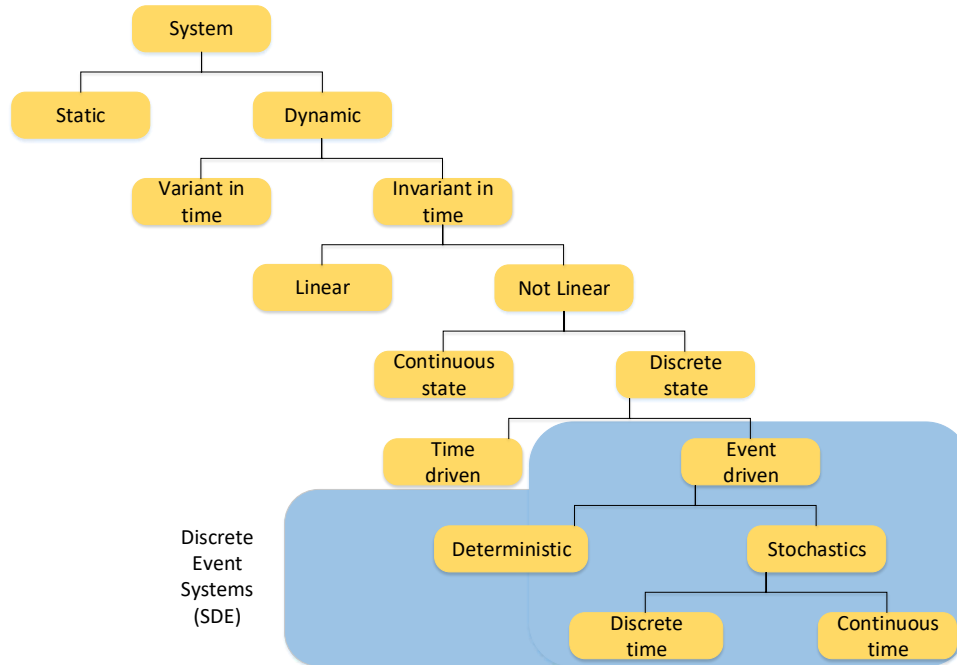 System
Static
Dynamic
Variant in
time
Invariant in
time
Linear
Not Linear
Continuous
state
Discrete
state
Time
driven
Event
driven
Discrete
Event
Systems
(SDE)
Deterministic
Stochastics
Discrete
time
Continuous
time